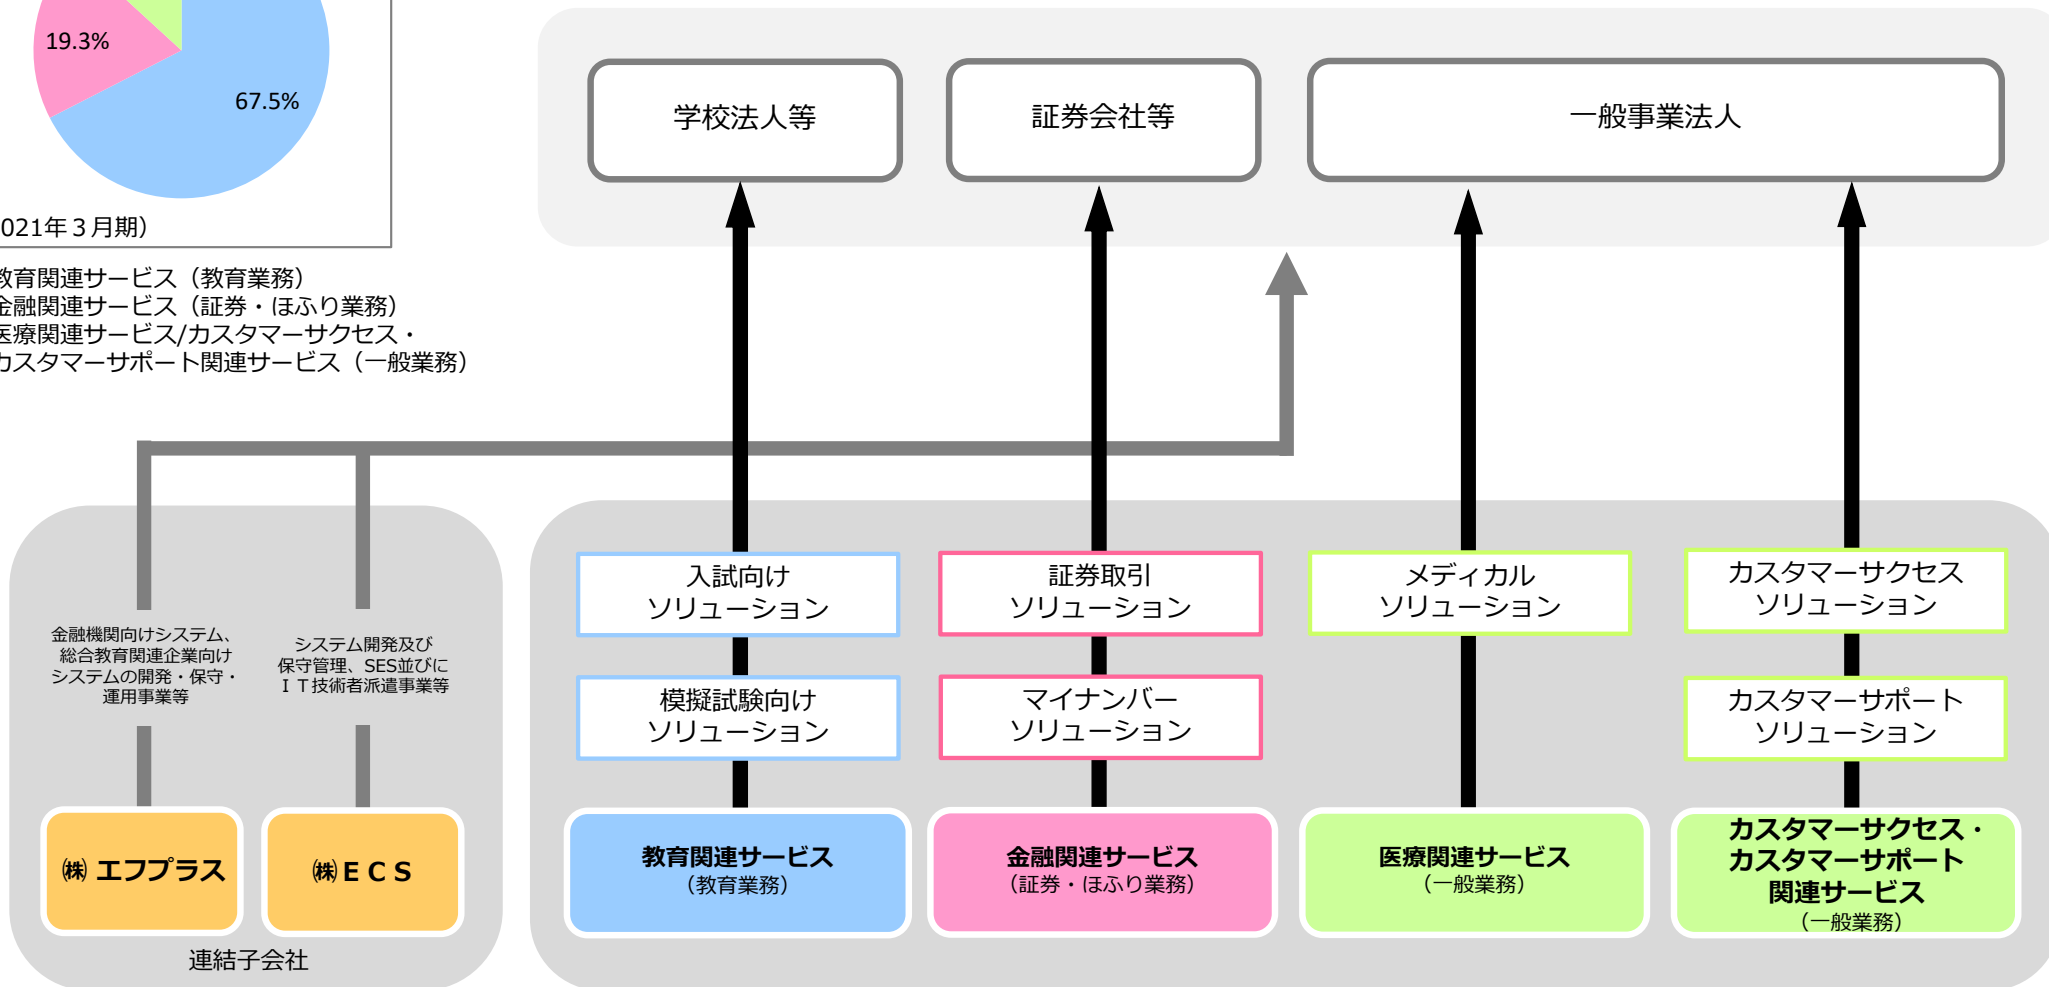 19.3%
67.5%
021年３月期）
教育関連サービス（教育業務）
金融関連サービス（証券・ほふり業務）
医療関連サービス/カスタマーサクセス・
カスタマーサポート関連サービス（一般業務）
学校法人等
証券会社等
一般事業法人
金融機関向けシステム、
総合教育関連企業向け
システムの開発・保守・
運用事業等
システム開発及び
保守管理、SES並びに
ＩＴ技術者派遣事業等
㈱ エフプラス
㈱ＥＣＳ
連結子会社
入試向け
ソリューション
模擬試験向け
ソリューション
教育関連サービス
（教育業務）
証券取引
ソリューション
マイナンバー
ソリューション
金融関連サービス
（証券・ほふり業務）
メディカル
ソリューション
医療関連サービス
（一般業務）
カスタマーサクセス
ソリューション
カスタマーサポート
ソリューション
カスタマーサクセス・
カスタマーサポート
関連サービス
（一般業務）